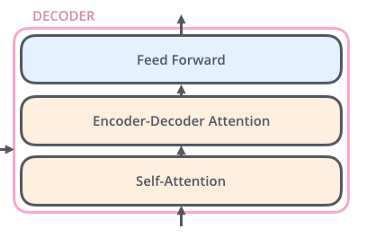 DECODER
Feed Forward
Encoder-Decoder Attention
Self-Attention